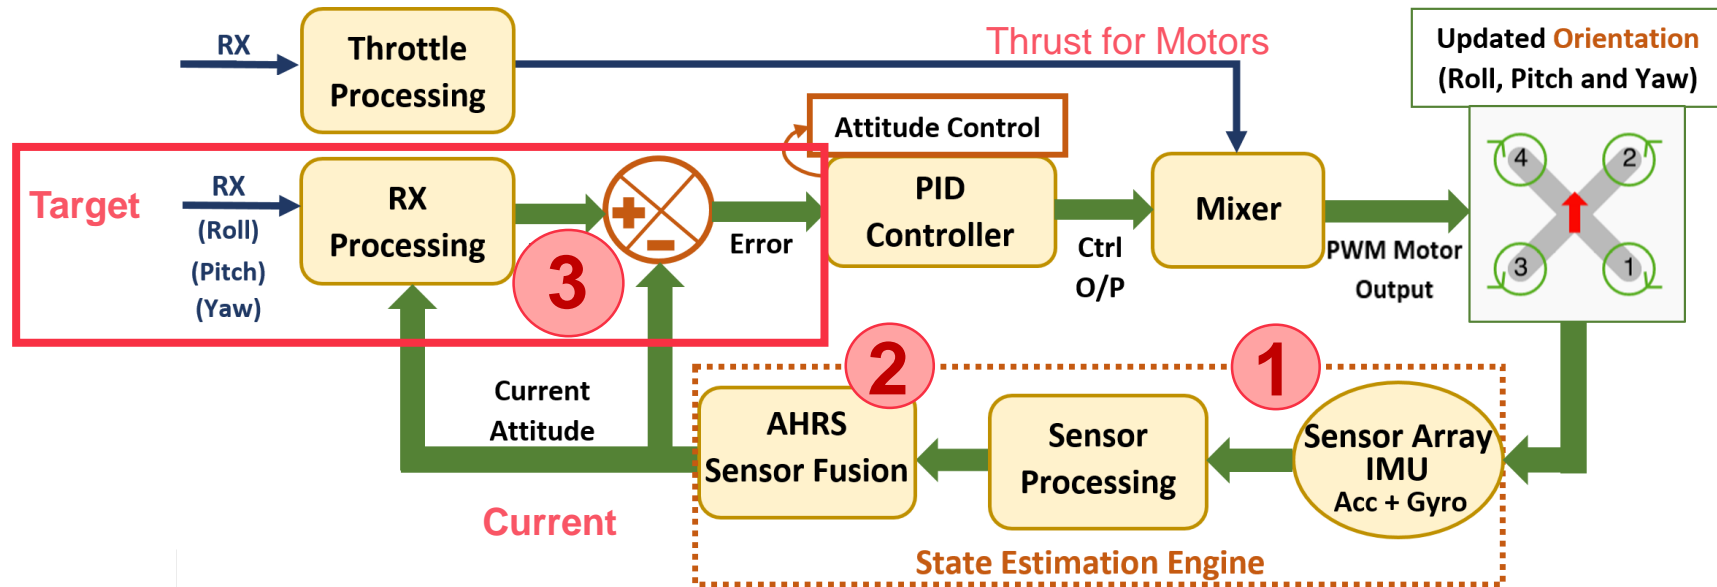 RX
Throttle
Processing
Thrust for Motors
Updated Orientation
(Roll, Pitch and Yaw)
Attitude Control
Target
RX
(Roll)
(Pitch)
(Yaw)
RX
Processing
3
Error
PID
Controller
Ctrl
O/P
Mixer
PWM Motor
Output
4
2
3
1
Current
Attitude
Current
2
AHRS
Sensor Fusion
Sensor
Processing
1
Sensor Array
IMU
Acc + Gyro
State Estimation Engine